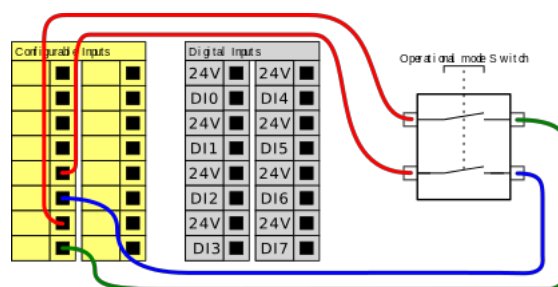 Configurable Inputs
Digital Inputs
Operational mode Switch
24V 24V
DI0 DI4
24V 24V
DI1 DI5
24V 24V
DI2 DI6
24V 24V
DI3 DI7